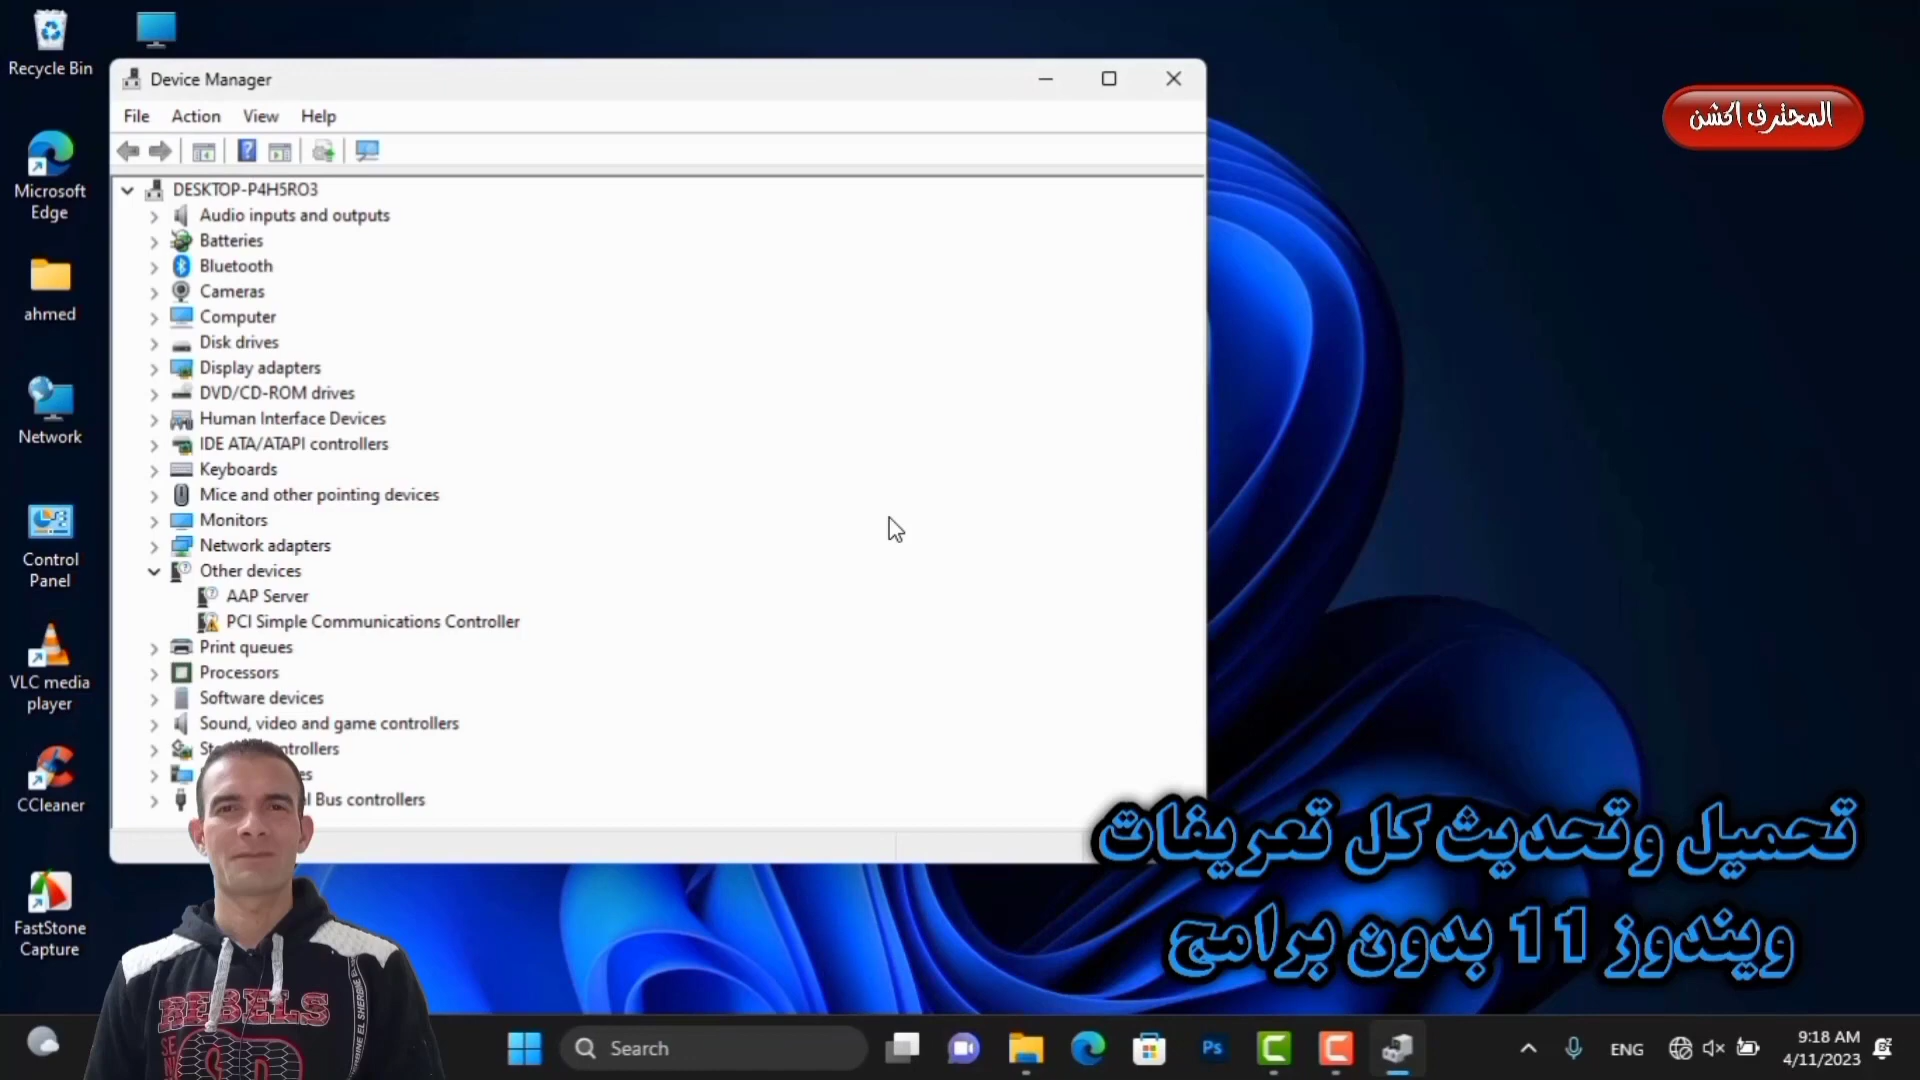 Recycle Bin
Microsoft
Edge
ahmed
Network
Control
Panel
VLC media
player
CCleaner
FastStone
Capture
Device Manager
File Action View Help
DESKTOP-P4H5RO3
Audio inputs and outputs
Batteries
Bluetooth
Cameras
Computer
Disk drives
Display adapters
DVD/CD-ROM drives
Human Interface Devices
IDE ATA/ATAPI controllers
Keyboards
Mice and other pointing devices
Monitors
Network adapters
Other devices
AAP Server
PCI Simple Communications Controller
Print queues
Processors
Software devices
Sound, video and game controllers
Bus controllers
المحترف اكشن
تحميل وتحديث كل تعريفات
ويندوز 11 بدون برامج
REBELS
Search
Ps
ENG
9:18 AM
4/11/2023